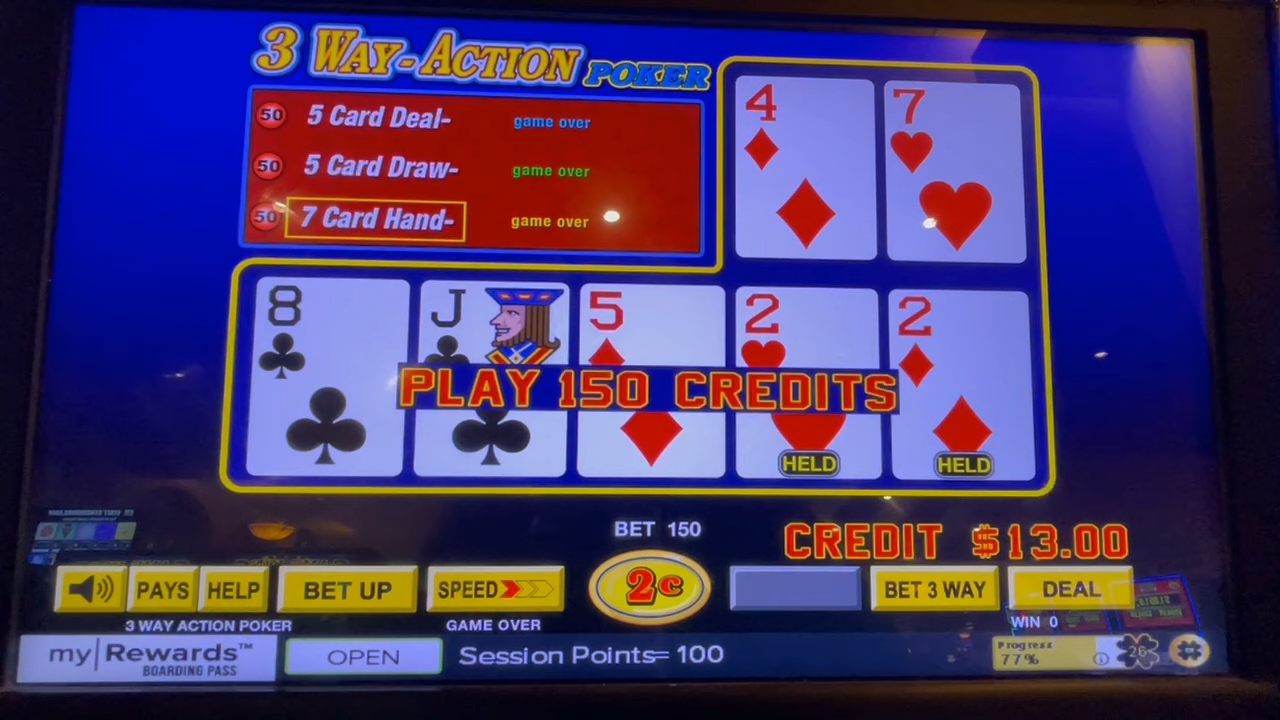 3 WAY-ACTION POKER
50 5 Card Deal- game over
50 5 Card Draw- game over
50 7 Card Hand- game over
4
7
8
J
5
2
2
PLAY 150 CREDITS
HELD
HELD
BET 150
CREDIT $13.00
PAYS
HELP
BET UP
SPEED
2¢
BET 3 WAY
DEAL
3 WAY ACTION POKER
GAME OVER
WIN 0
my|Rewards™
BOARDING PASS
OPEN
Session Points= 100
Progress
77%
26